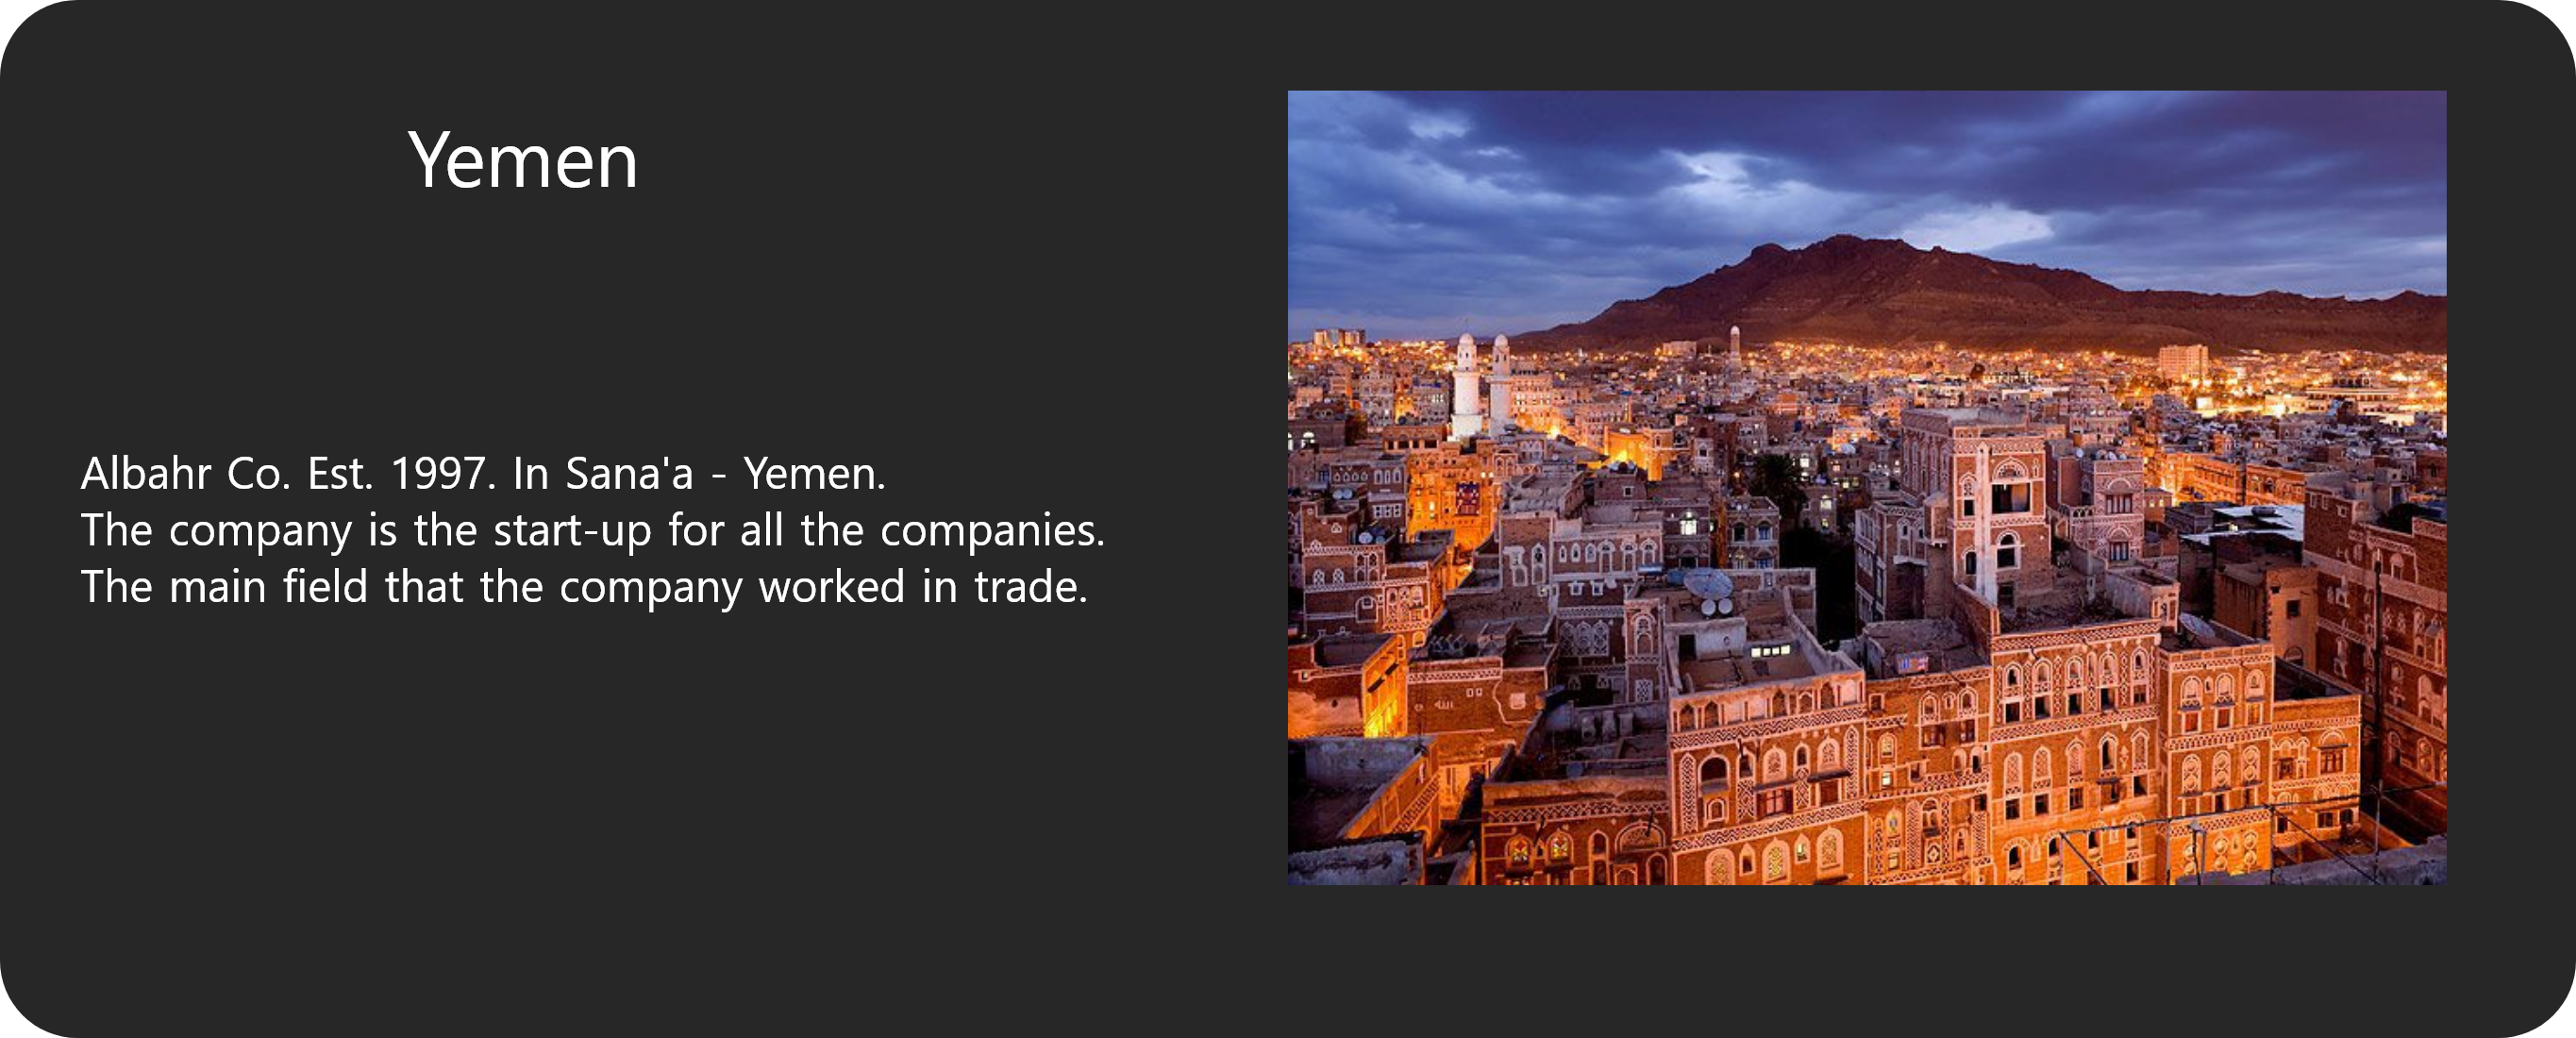 Yemen
Albahr Co. Est. 1997. In Sana'a - Yemen.
The company is the start-up for all the companies.
The main field that the company worked in trade.